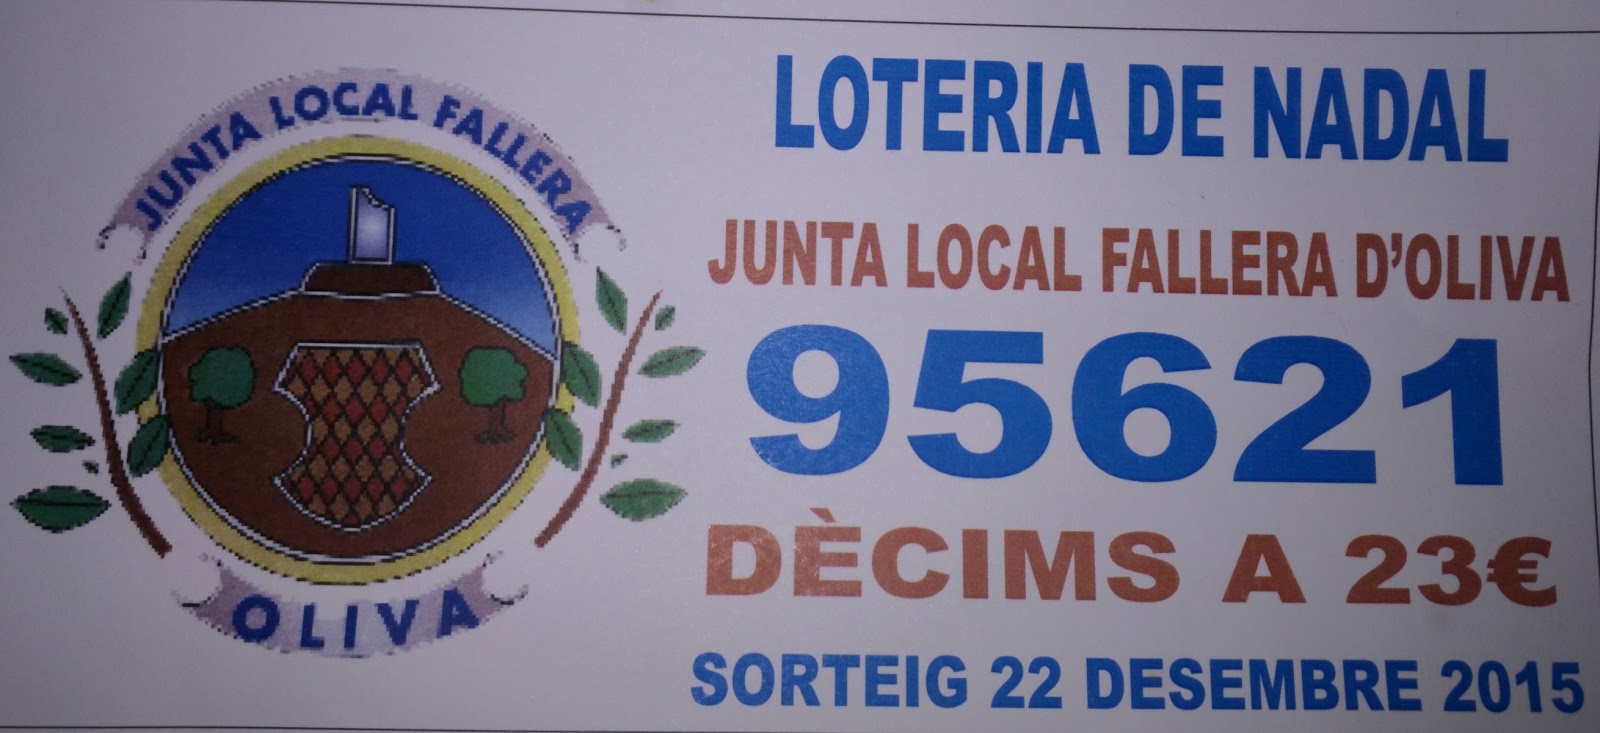 JUNTA LOCAL FALLERA
OLIVA
LOTERIA DE NADAL
JUNTA LOCAL FALLERA D'OLIVA
95621
DÈCIMS A 23€
SORTEIG 22 DESEMBRE 2015